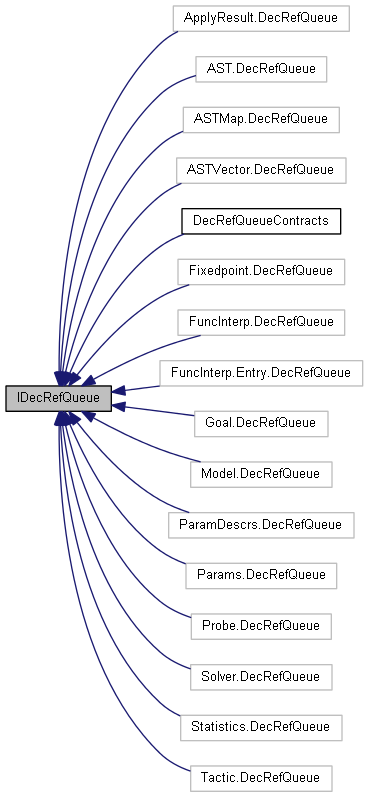 ApplyResult.DecRefQueue
AST.DecRefQueue
ASTMap.DecRefQueue
ASTVector.DecRefQueue
DecRefQueueContracts
Fixedpoint.DecRefQueue
FuncInterp.DecRefQueue
FuncInterp.Entry.DecRefQueue
IDecRefQueue
Goal.DecRefQueue
Model.DecRefQueue
ParamDescrs.DecRefQueue
Params.DecRefQueue
Probe.DecRefQueue
Solver.DecRefQueue
Statistics.DecRefQueue
Tactic.DecRefQueue